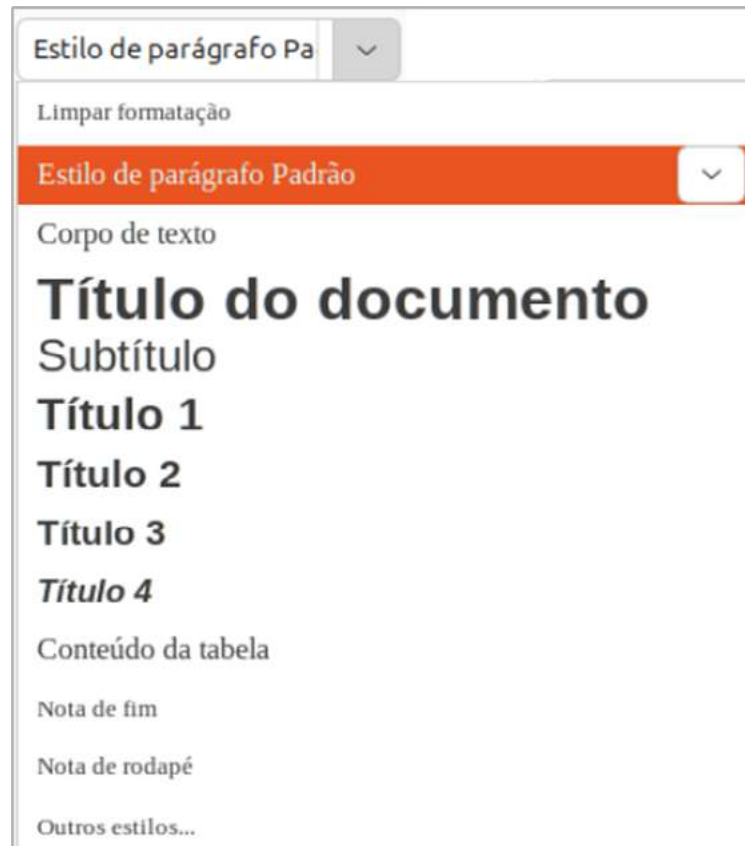 Estilo de parágrafo Pa
Limpar formatação
Estilo de parágrafo Padrão
Corpo de texto
Título do documento
Subtítulo
Título 1
Título 2
Título 3
Título 4
Conteúdo da tabela
Nota de fim
Nota de rodapé
Outros estilos...